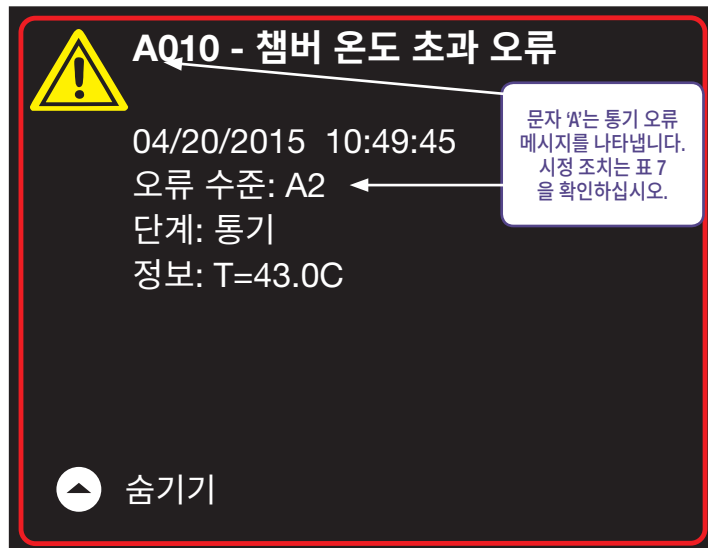 A010 - 챔버 온도 초과 오류
04/20/2015 10:49:45
오류 수준: A2
단계: 통기
정보: T=43.0C
문자 ‘A’는 통기 오류
메시지를 나타냅니다.
시정 조치는 표 7
을 확인하십시오.
숨기기